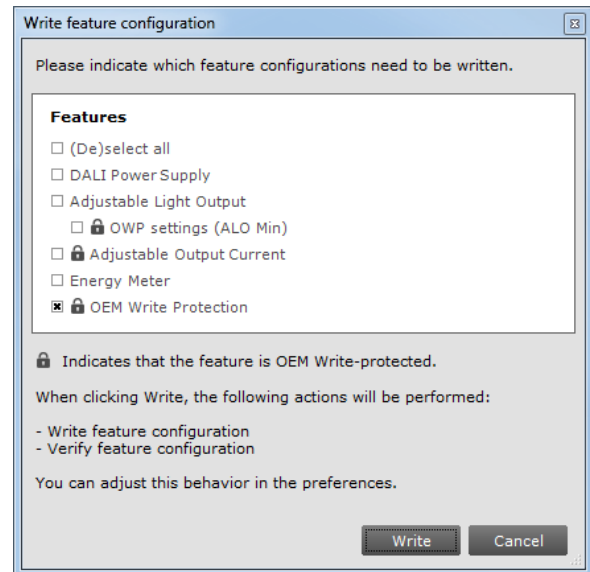 Write feature configuration
Please indicate which feature configurations need to be written.
Features
(De)select all
DALI Power Supply
Adjustable Light Output
OWP settings (ALO Min)
Adjustable Output Current
Energy Meter
OEM Write Protection
Indicates that the feature is OEM Write-protected.
When clicking Write, the following actions will be performed:
- Write feature configuration
- Verify feature configuration
You can adjust this behavior in the preferences.
Write Cancel